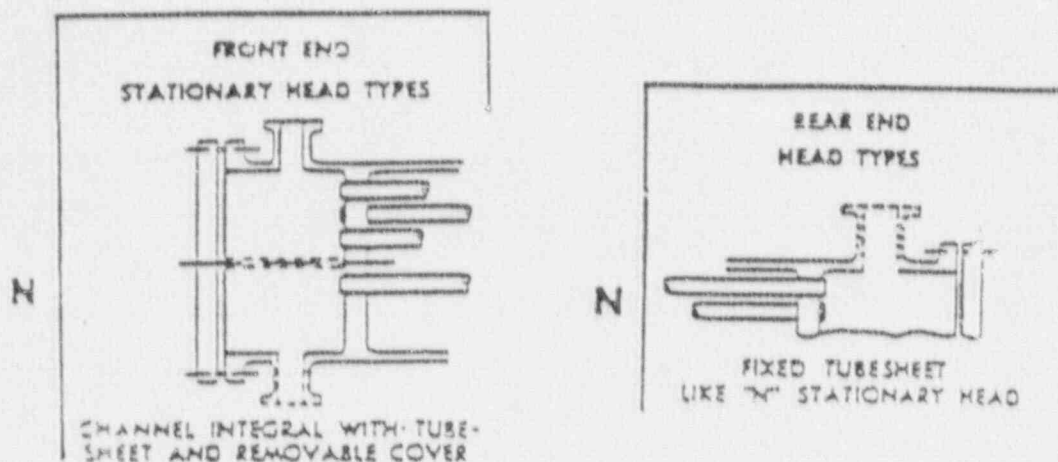 FRONT END
STATIONARY HEAD TYPES
N
CHANNEL INTEGRAL WITH-TUBE-
SHEET AND REMOVABLE COVER
REAR END
HEAD TYPES
N
FIXED TUBESHEET
LIKE "N" STATIONARY HEAD